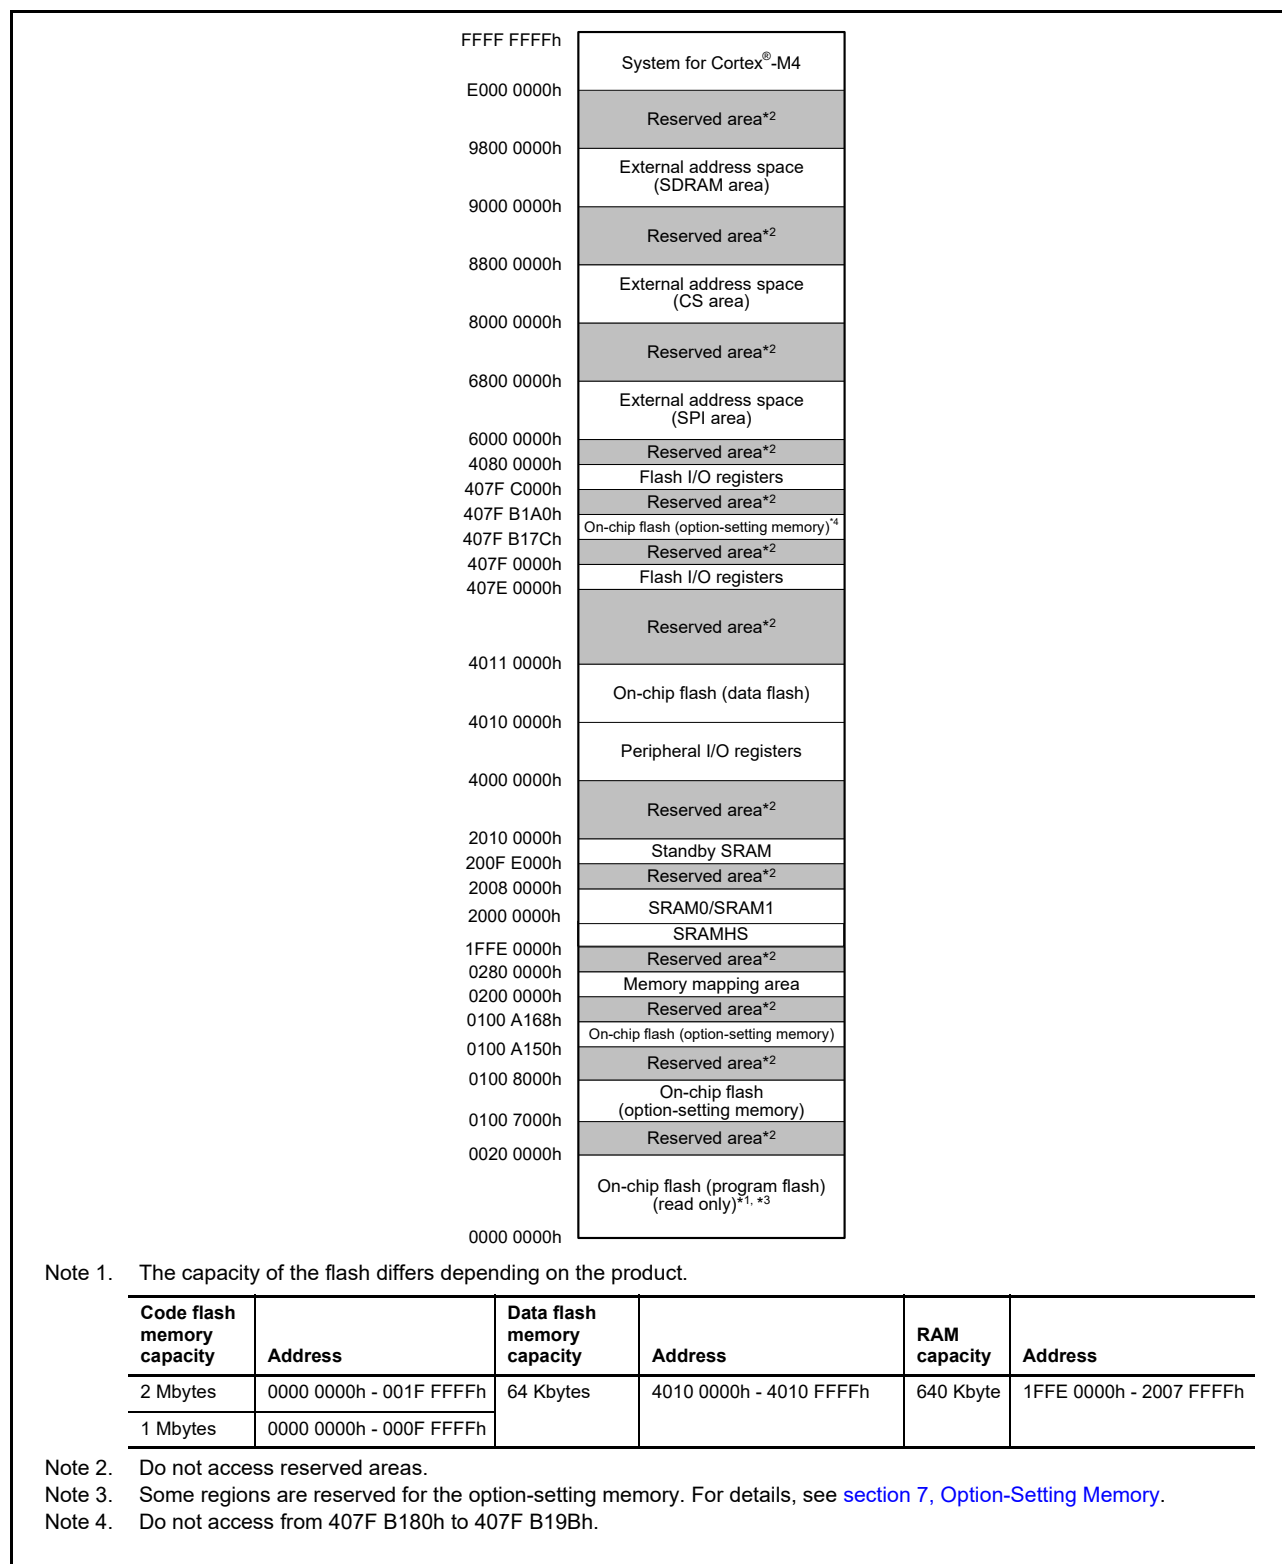 FFFF FFFFh
System for Cortex®-M4
E000 0000h
Reserved area*2
9800 0000h
External address space
(SDRAM area)
9000 0000h
Reserved area*2
8800 0000h
External address space
(CS area)
8000 0000h
Reserved area*2
6800 0000h
External address space
(SPI area)
6000 0000h
Reserved area*2
4080 0000h
Flash I/O registers
407F C000h
Reserved area*2
407F B1A0h
On-chip flash (option-setting memory)*4
407F B17Ch
Reserved area*2
407F 0000h
Flash I/O registers
407E 0000h
Reserved area*2
4011 0000h
On-chip flash (data flash)
4010 0000h
Peripheral I/O registers
4000 0000h
Reserved area*2
2010 0000h
Standby SRAM
200F E000h
Reserved area*2
2008 0000h
SRAM0/SRAM1
2000 0000h
SRAMHS
1FFE 0000h
Reserved area*2
0280 0000h
Memory mapping area
0200 0000h
Reserved area*2
0100 A168h
On-chip flash (option-setting memory)
0100 A150h
Reserved area*2
0100 8000h
On-chip flash
(option-setting memory)
0100 7000h
Reserved area*2
0020 0000h
On-chip flash (program flash)
(read only)*1, *3
0000 0000h
Note 1. The capacity of the flash differs depending on the product.
Code flash memory capacity Address Data flash memory capacity Address RAM capacity Address
2 Mbytes 0000 0000h - 001F FFFFh 64 Kbytes 4010 0000h - 4010 FFFFh 640 Kbyte 1FFE 0000h - 2007 FFFFh
1 Mbytes 0000 0000h - 000F FFFFh
Note 2. Do not access reserved areas.
Note 3. Some regions are reserved for the option-setting memory. For details, see section 7, Option-Setting Memory.
Note 4. Do not access from 407F B180h to 407F B19Bh.